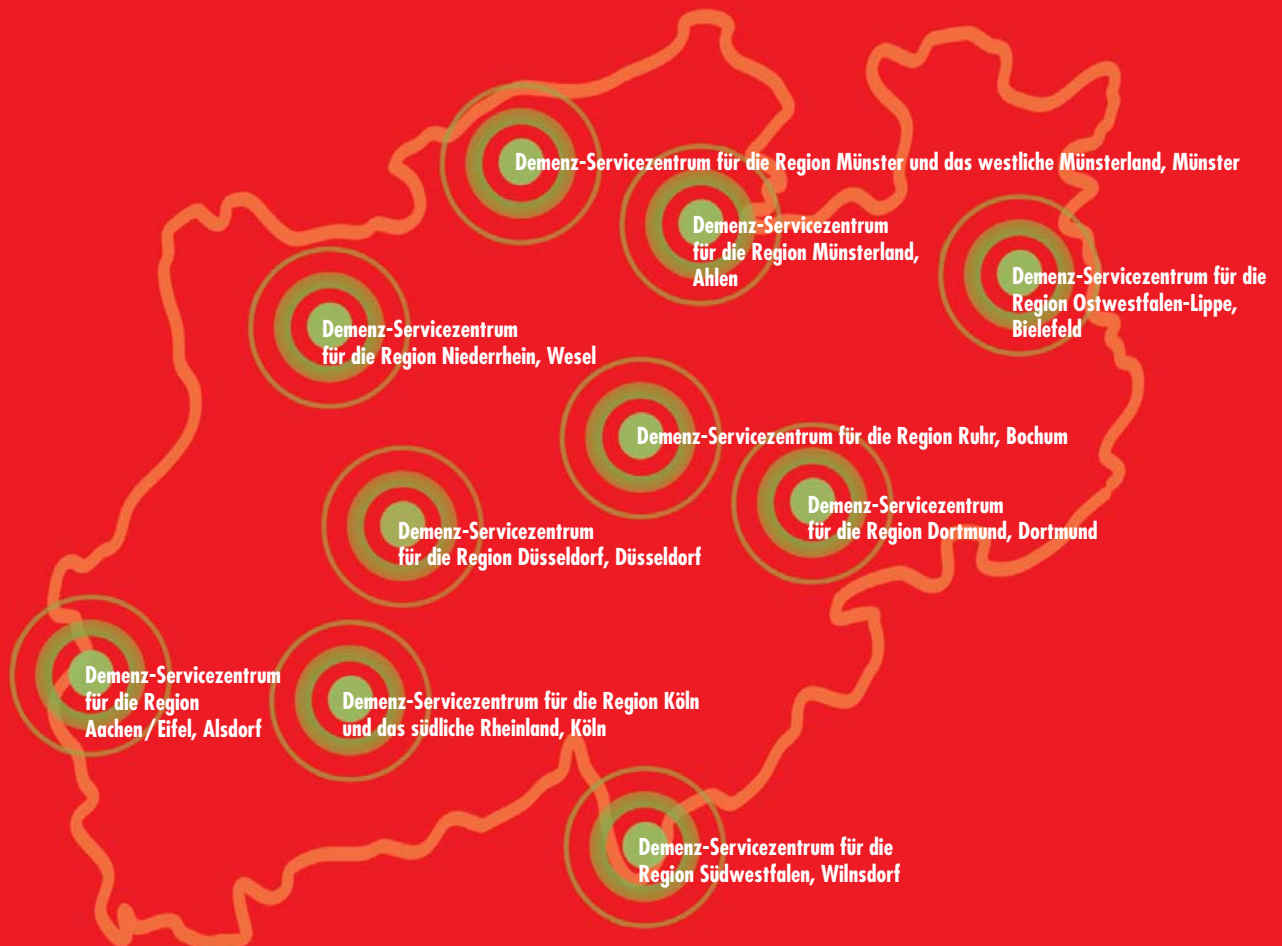 Demenz-Servicezentrum für die Region Münster und das westliche Münsterland, Münster
Demenz-Servicezentrum
für die Region Münsterland,
Ahlen
Demenz-Servicezentrum für die
Region Ostwestfalen-Lippe,
Bielefeld
Demenz-Servicezentrum
für die Region Niederrhein, Wesel
Demenz-Servicezentrum für die Region Ruhr, Bochum
Demenz-Servicezentrum
für die Region Dortmund, Dortmund
Demenz-Servicezentrum
für die Region Düsseldorf, Düsseldorf
Demenz-Servicezentrum
für die Region
Aachen/Eifel, Alsdorf
Demenz-Servicezentrum für die Region Köln
und das südliche Rheinland, Köln
Demenz-Servicezentrum für die
Region Südwestfalen, Wilnsdorf